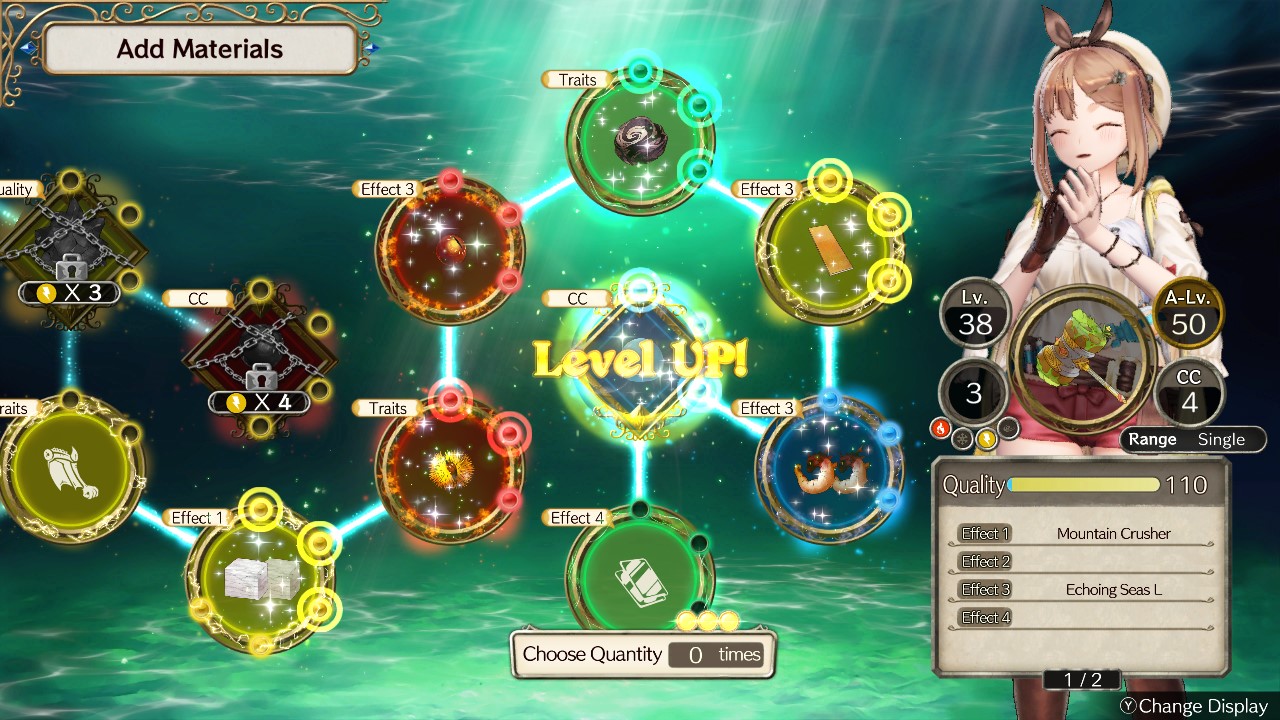 Add Materials
Traits
uality
Effect 3
Effect 3
X 3
CC
CC
Lv.
38
A-Lv.
50
Level UP!
X 4
3
CC
4
raits
Traits
Effect 3
Range Single
Quality 110
Effect 1
Effect 4
Effect 1 Mountain Crusher
Effect 2
Effect 3 Echoing Seas L
Effect 4
Choose Quantity 0 times
1 / 2
Ⓨ Change Display